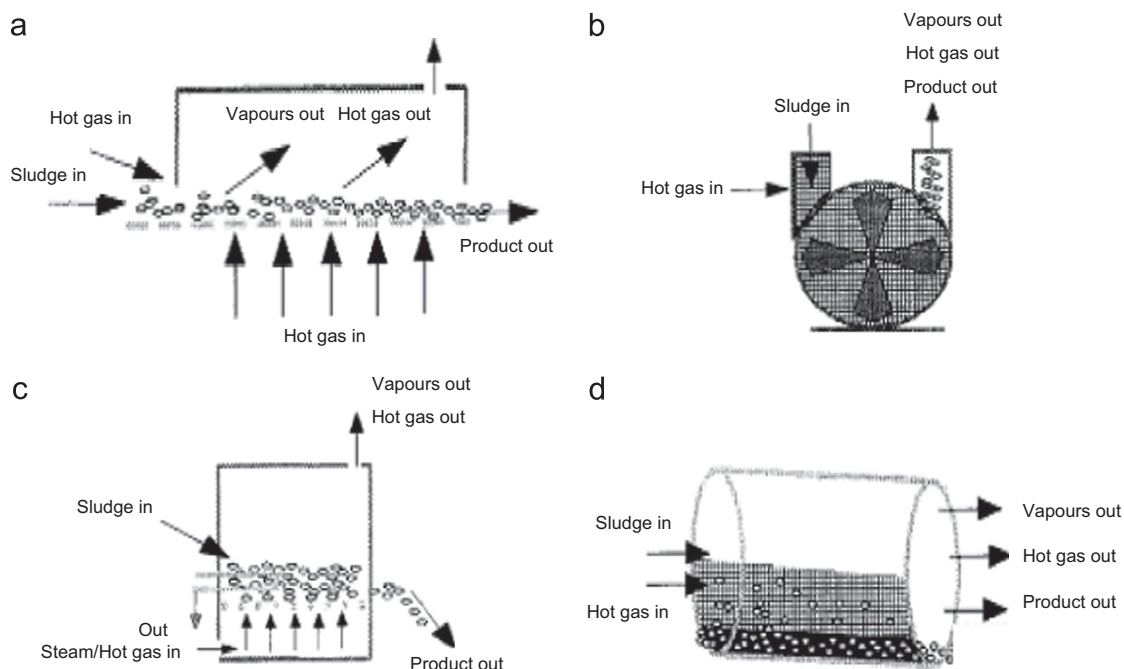 a
Hot gas in
Vapours out
Hot gas out
Sludge in
Product out
Hot gas in
b
Vapours out
Hot gas out
Product out
Sludge in
Hot gas in
c
Vapours out
Hot gas out
Sludge in
Out
Steam/Hot gas in
Product out
d
Sludge in
Hot gas in
Vapours out
Hot gas out
Product out